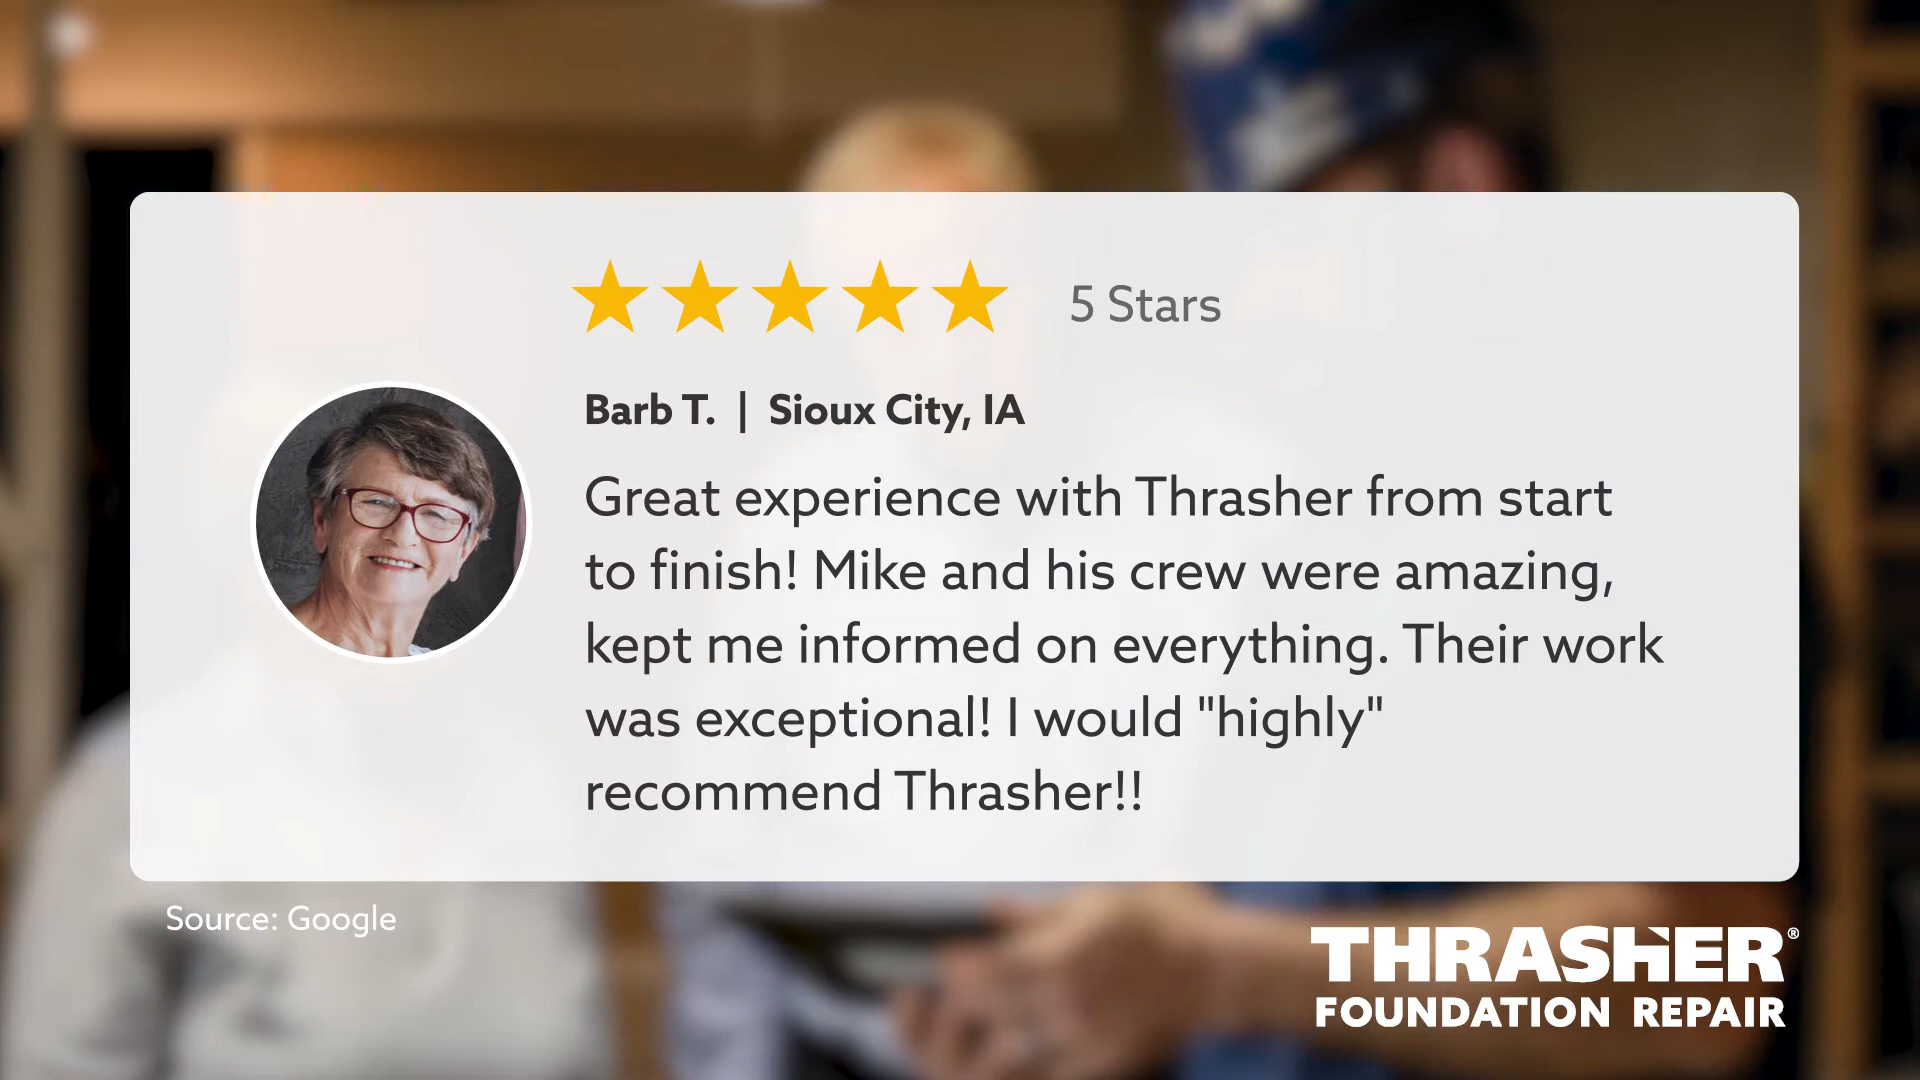 5 Stars
Barb T. | Sioux City, IA
Great experience with Thrasher from start
to finish! Mike and his crew were amazing,
kept me informed on everything. Their work
was exceptional! I would "highly"
recommend Thrasher!!
Source: Google
THRASHER®
FOUNDATION REPAIR